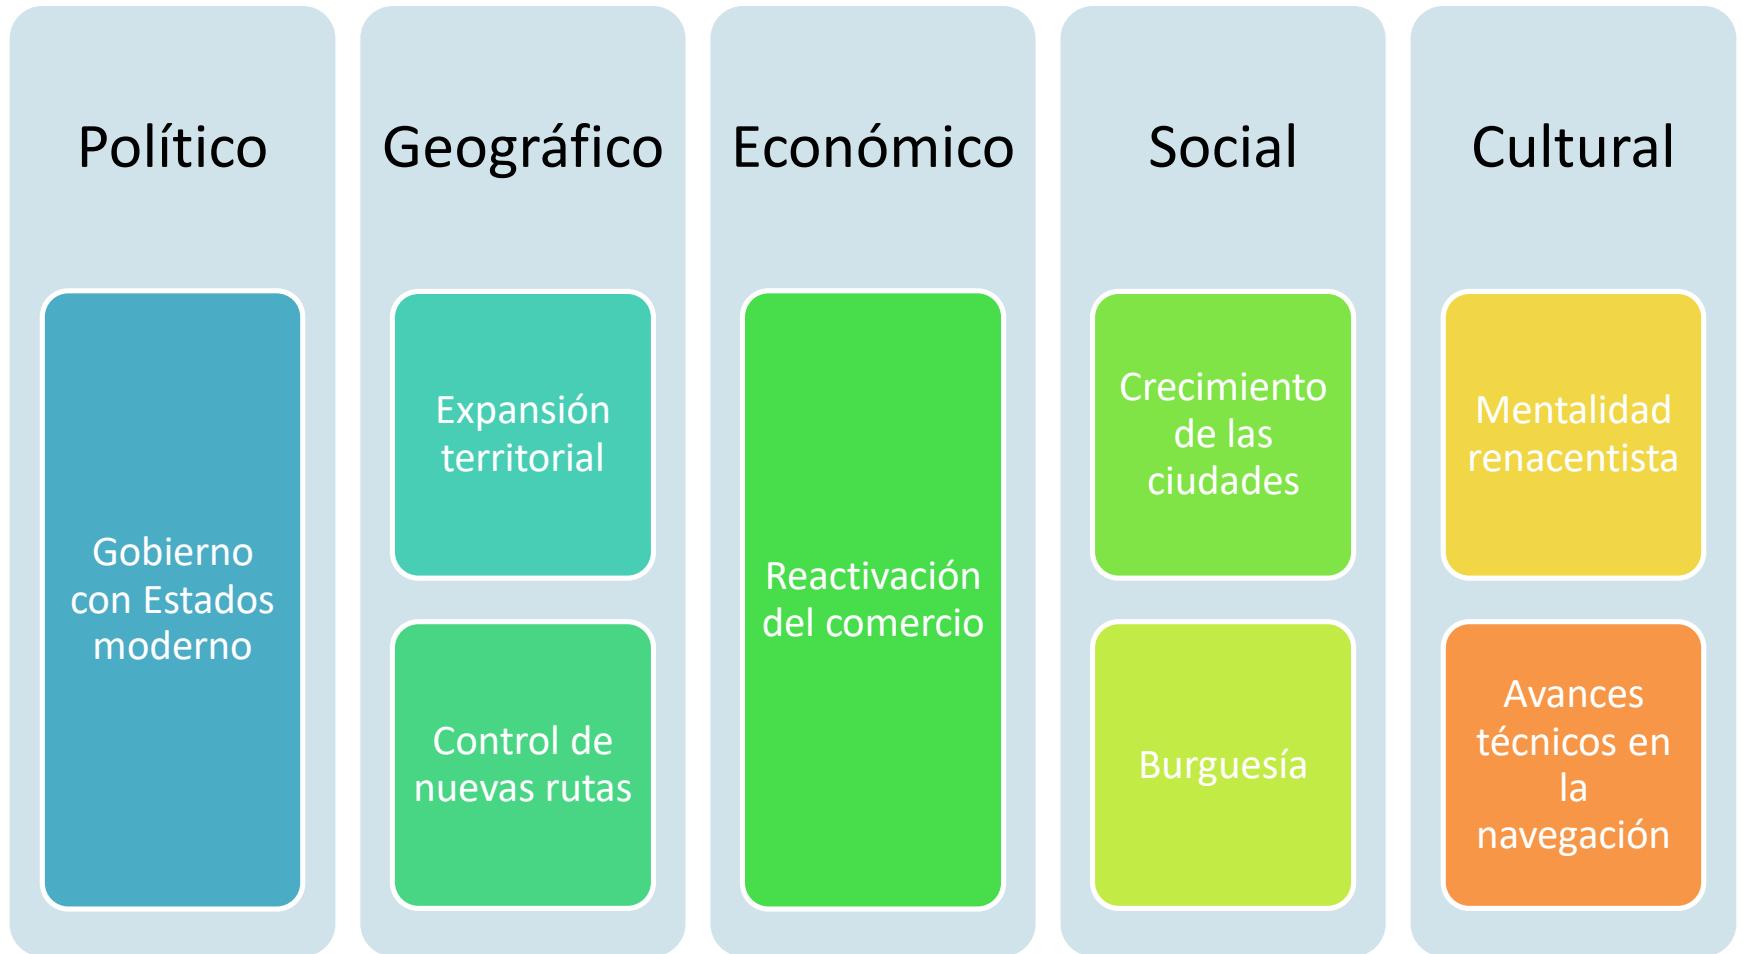 Político
Gobierno
con Estados
moderno
Geográfico
Expansión
territorial
Control de
nuevas rutas
Económico
Reactivación
del comercio
Social
Crecimiento
de las
ciudades
Burguesía
Cultural
Mentalidad
renacentista
Avances
técnicos en
la
navegación